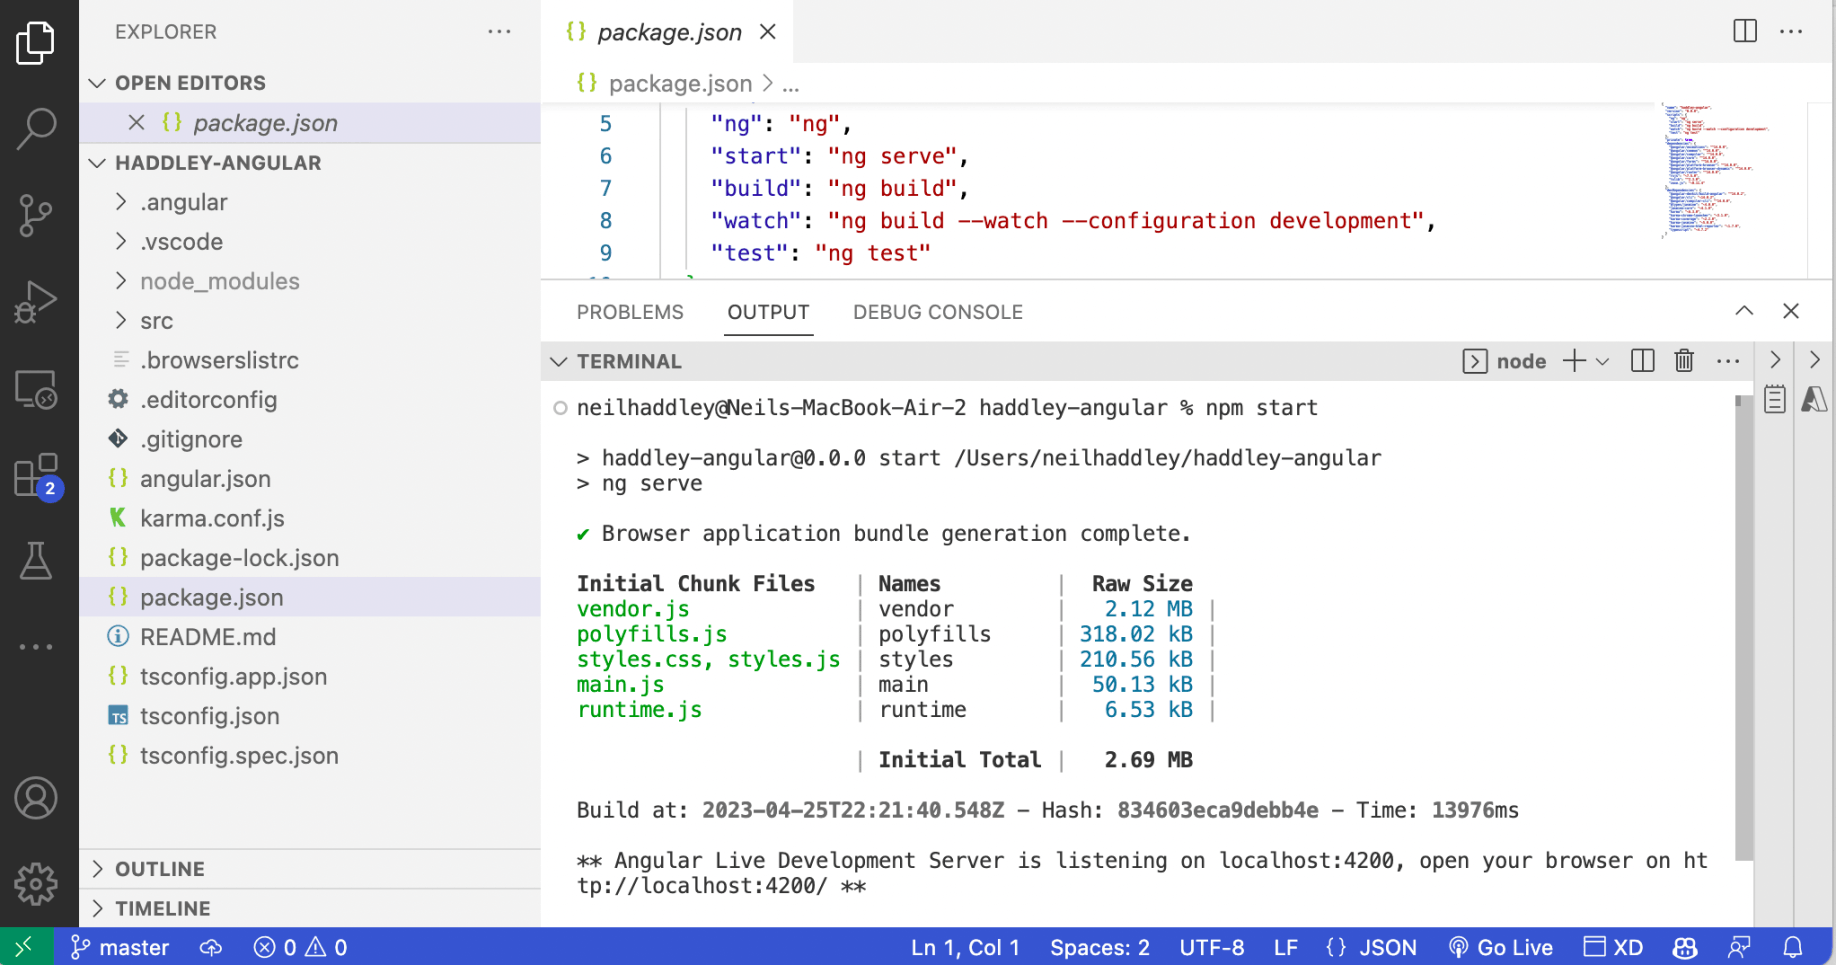 EXPLORER
OPEN EDITORS
package.json
HADDLEY-ANGULAR
.angular
.vscode
node_modules
src
.browserslistrc
.editorconfig
.gitignore
angular.json
karma.conf.js
package-lock.json
package.json
README.md
tsconfig.app.json
TS tsconfig.json
tsconfig.spec.json
OUTLINE
TIMELINE
2
{} package.json
{} package.json > ...
5 "ng": "ng",
6 "start": "ng serve",
7 "build": "ng build",
8 "watch": "ng build --watch --configuration development",
9 "test": "ng test"
PROBLEMS OUTPUT DEBUG CONSOLE
TERMINAL node
neilhaddley@Neils-MacBook-Air-2 haddley-angular % npm start
> haddley-angular@0.0.0 start /Users/neilhaddley/haddley-angular
> ng serve
✔ Browser application bundle generation complete.
Initial Chunk Files | Names | Raw Size
vendor.js | vendor | 2.12 MB |
polyfills.js | polyfills | 318.02 kB |
styles.css, styles.js | styles | 210.56 kB |
main.js | main | 50.13 kB |
runtime.js | runtime | 6.53 kB |
| Initial Total | 2.69 MB
Build at: 2023-04-25T22:21:40.548Z - Hash: 834603eca9debb4e - Time: 13976ms
** Angular Live Development Server is listening on localhost:4200, open your browser on ht
tp://localhost:4200/ **
master 0 0 Ln 1, Col 1 Spaces: 2 UTF-8 LF {} JSON Go Live XD